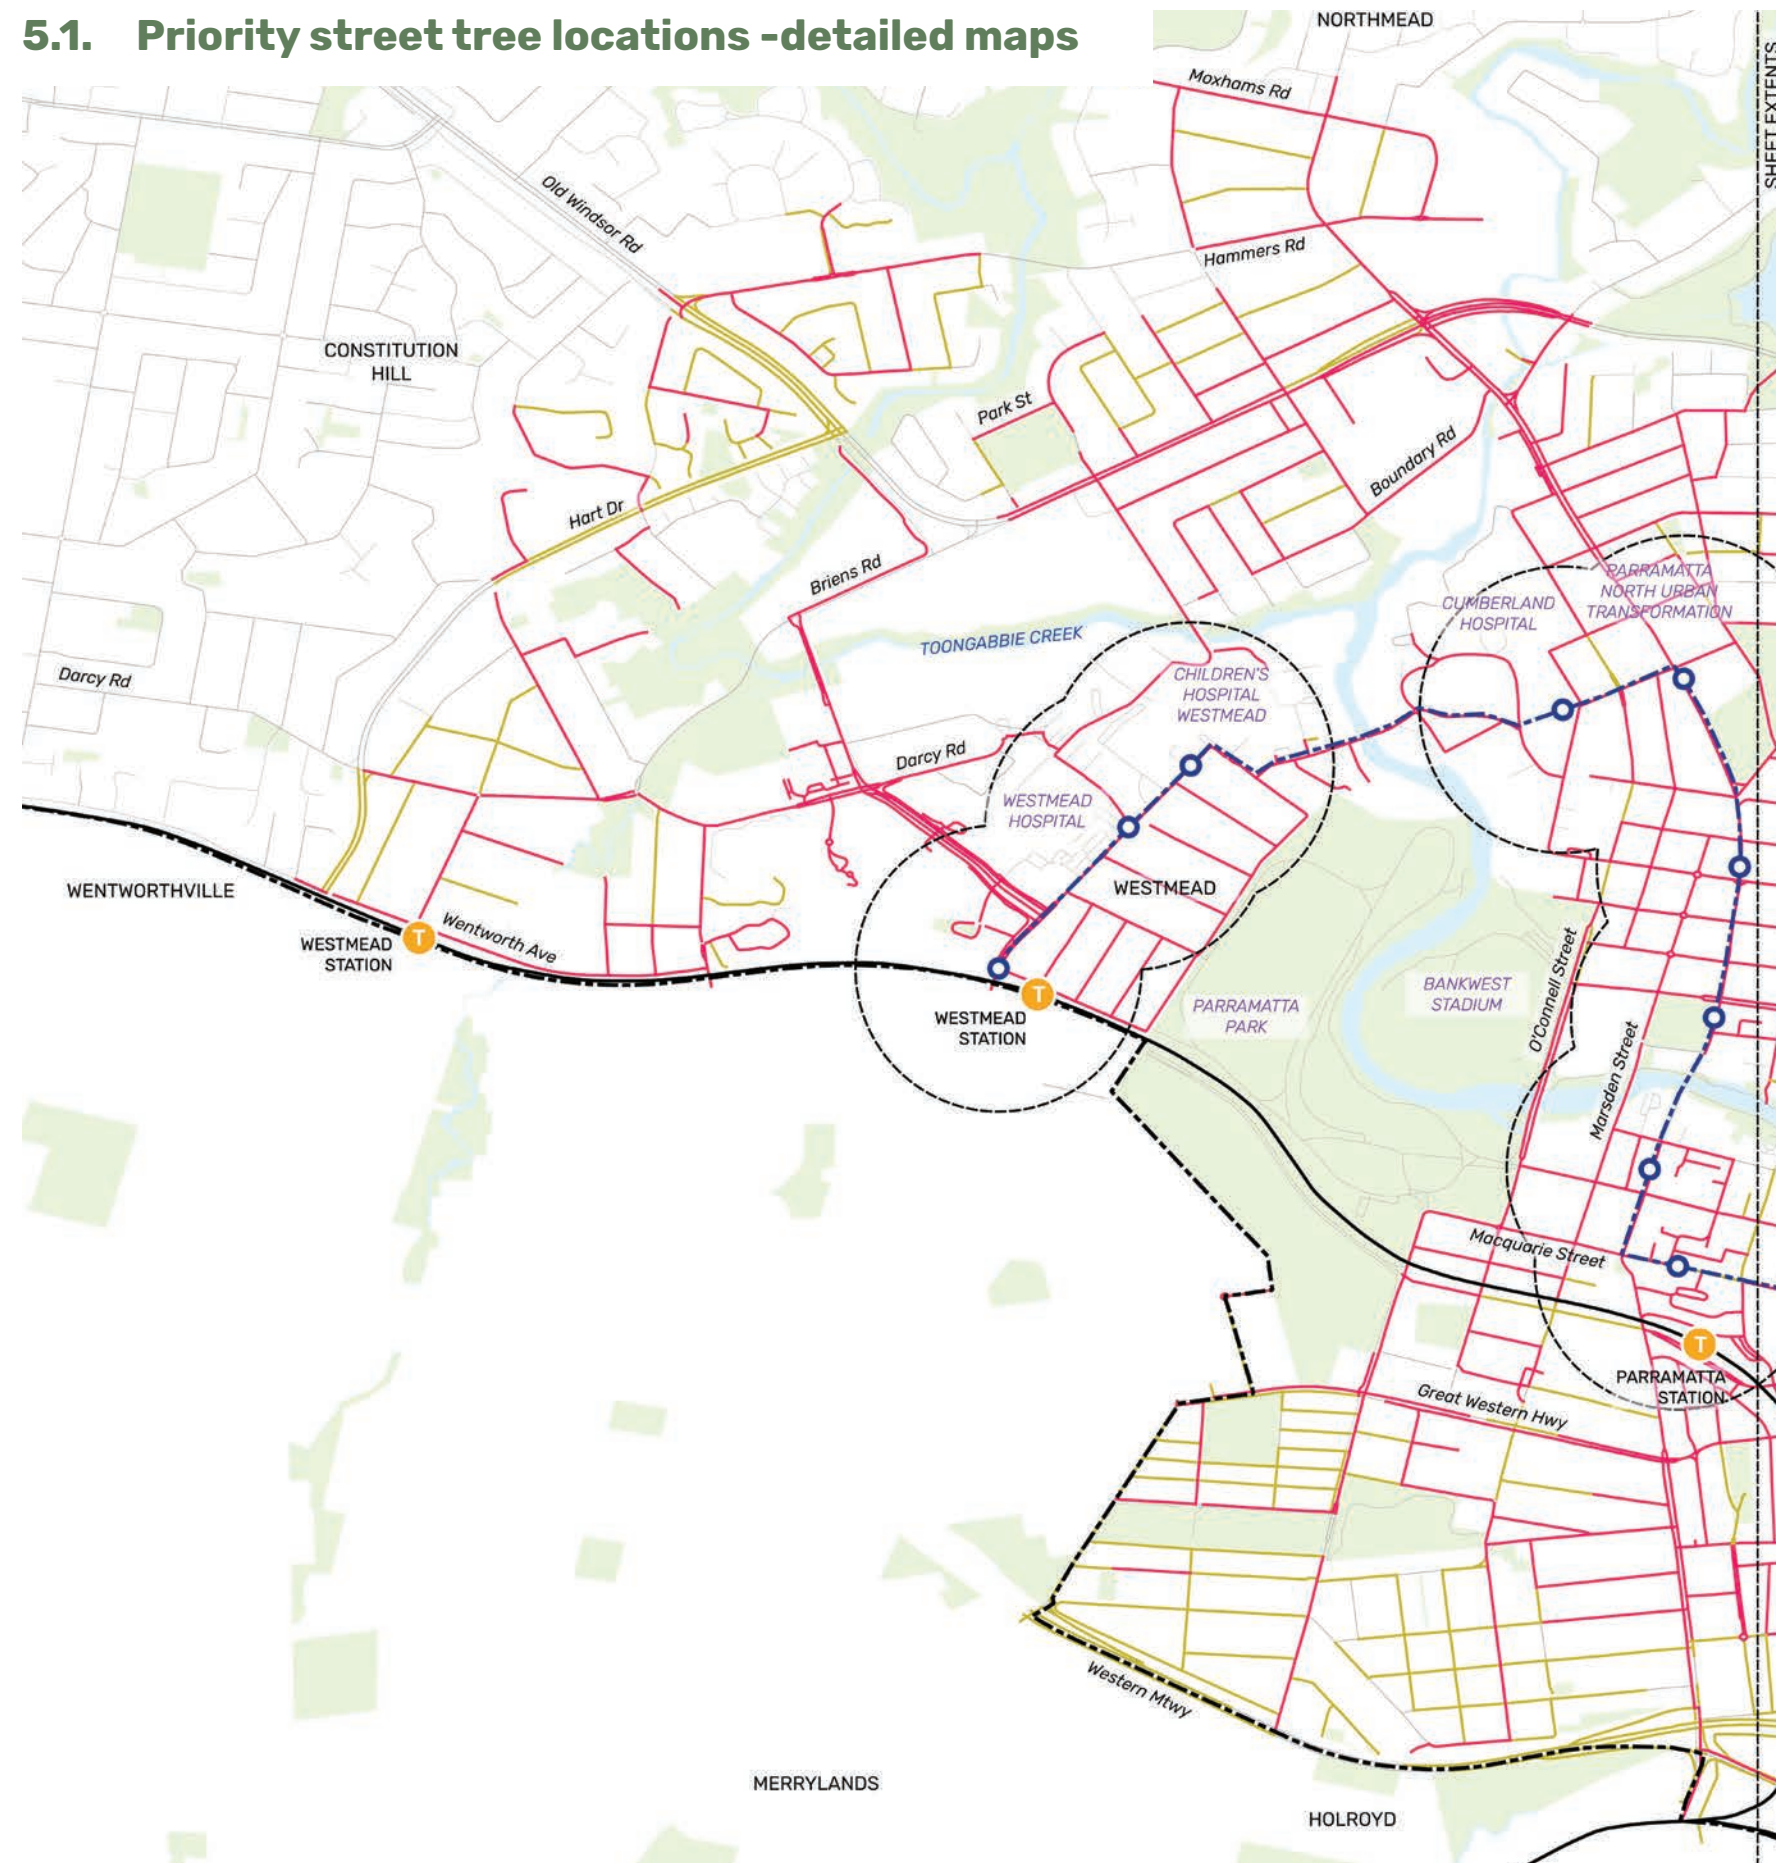 5.1. Priority street tree locations -detailed maps
NORTHMEAD
SHEET EXTENTS
Moxhams Rd
Old Windsor Rd
Hammers Rd
CONSTITUTION
HILL
Park St
Boundary Rd
Hart Dr
Briens Rd
PARRAMATTA
NORTH URBAN
TRANSFORMATION
CUMBERLAND
HOSPITAL
TOONGABBIE CREEK
Darcy Rd
CHILDREN'S
HOSPITAL
WESTMEAD
Darcy Rd
WESTMEAD
HOSPITAL
WESTMEAD
WENTWORTHVILLE
Wentworth Ave
T
WESTMEAD
STATION
O'Connell Street
BANKWEST
STADIUM
T
WESTMEAD
STATION
PARRAMATTA
PARK
Marsden Street
Macquarie Street
T
PARRAMATTA
STATION
Great Western Hwy
Western Mtwy
MERRYLANDS
HOLROYD